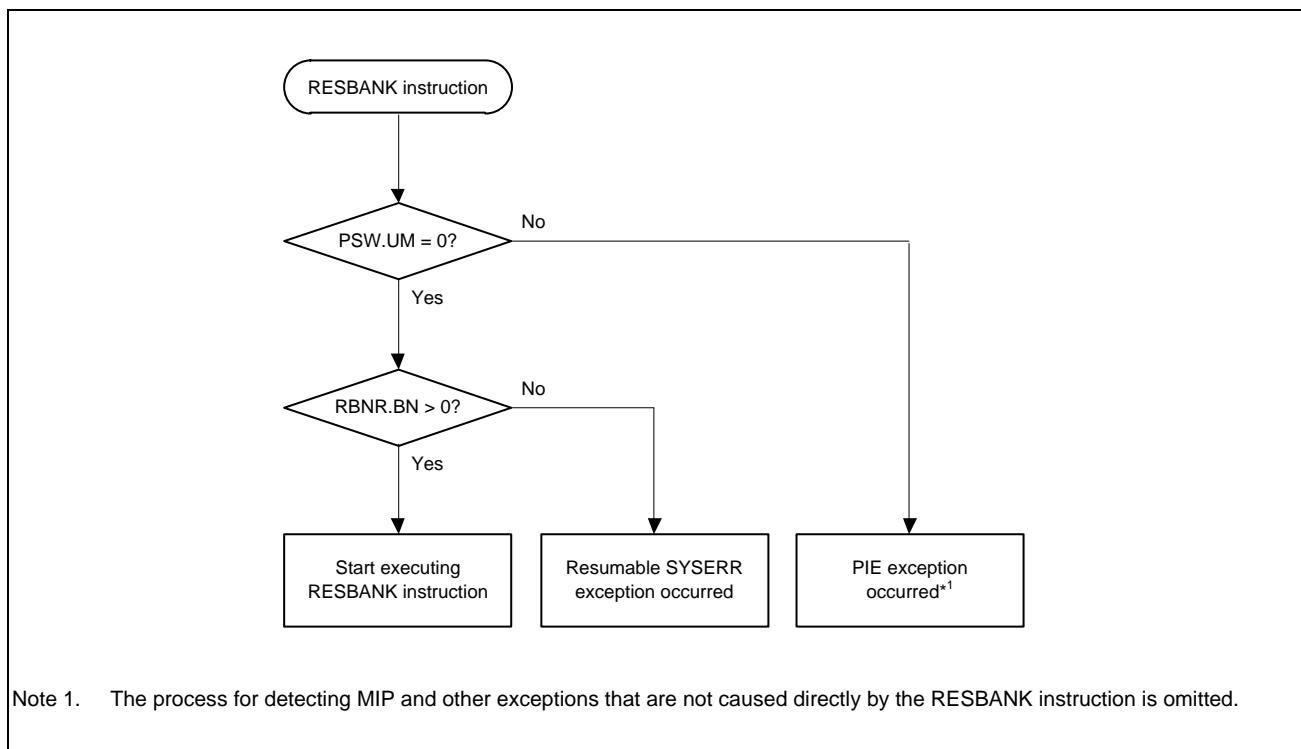 RESBANK instruction
No
PSW.UM = 0?
Yes
No
RBNR.BN > 0?
Yes
Start executing
RESBANK instruction
Resumable SYSERR
exception occurred
PIE exception
occurred*1
Note 1. The process for detecting MIP and other exceptions that are not caused directly by the RESBANK instruction is omitted.